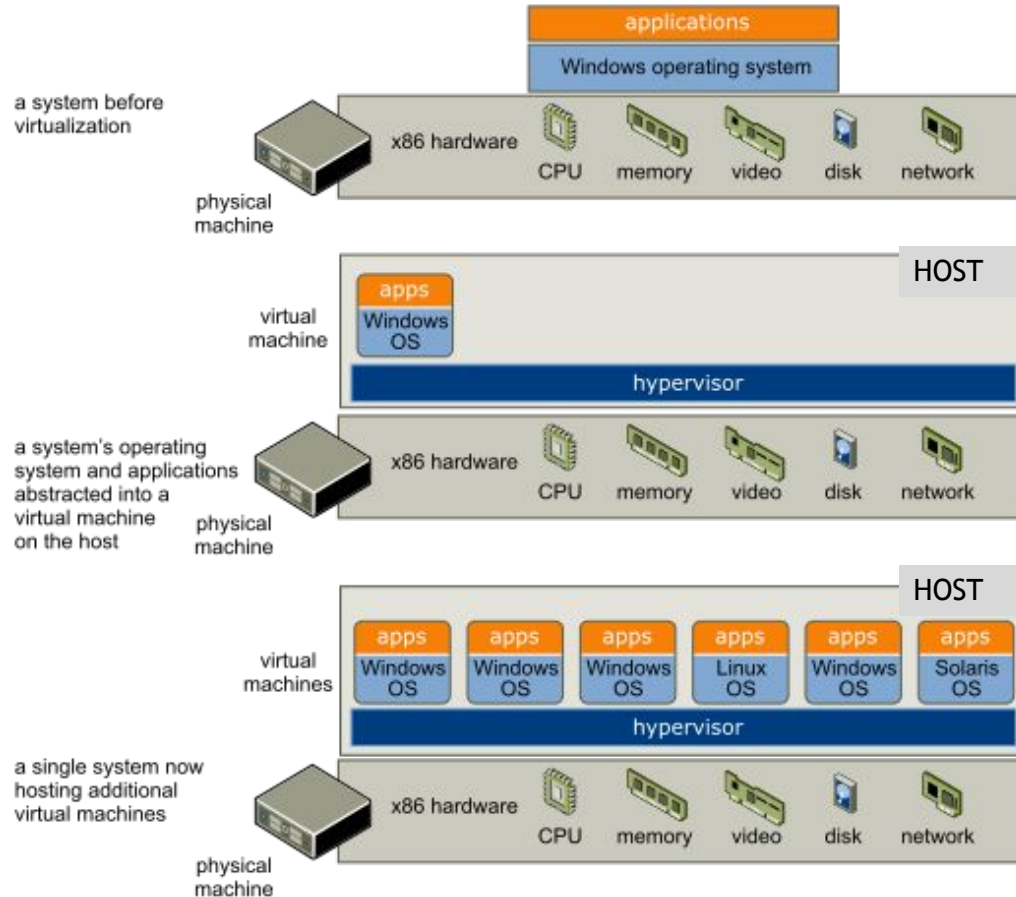 applications
Windows operating system
a system before
virtualization
x86 hardware
CPU
memory
video
disk
network
physical
machine
HOST
apps
Windows
OS
virtual
machine
hypervisor
a system's operating
system and applications
abstracted into a
virtual machine
on the host
x86 hardware
CPU
memory
video
disk
network
physical
machine
HOST
apps
Windows
OS
apps
Windows
OS
apps
Windows
OS
apps
Linux
OS
apps
Windows
OS
apps
Solaris
OS
virtual
machines
hypervisor
a single system now
hosting additional
virtual machines
x86 hardware
CPU
memory
video
disk
network
physical
machine